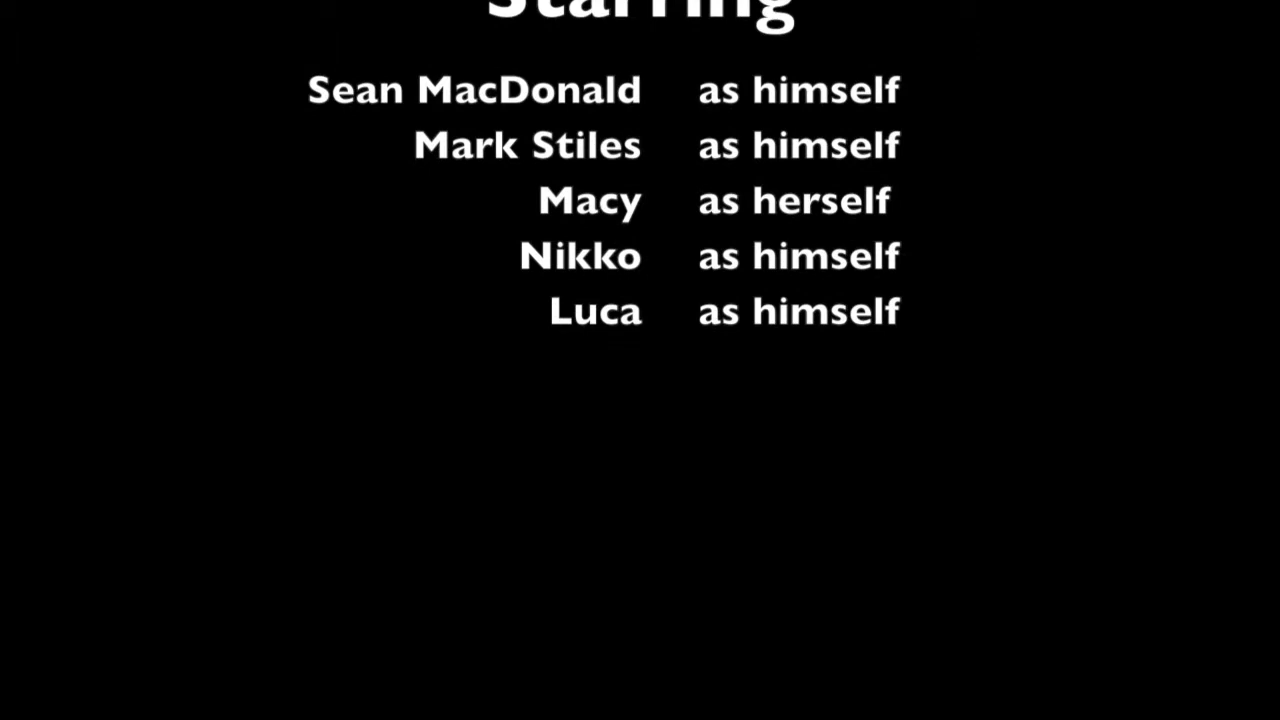 Starring
Sean MacDonald as himself
Mark Stiles as himself
Macy as herself
Nikko as himself
Luca as himself